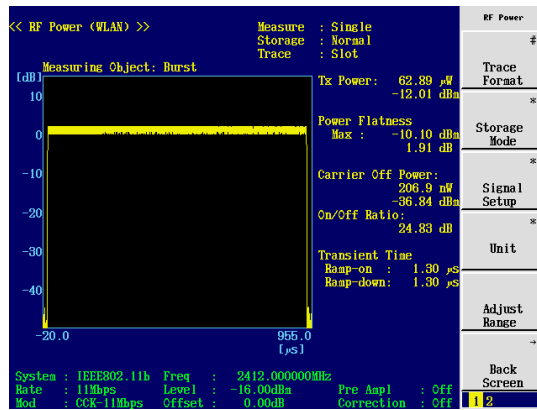 << RF Power (WLAN) >>
Measure : Single
Storage : Normal
Trace : Slot
Measuring Object: Burst
[dB]
10
0
-10
-20
-30
-40
-20.0
955.0
[μs]
Tx Power: 62.89 μW
-12.01 dBm
Power Flatness
Max : -10.10 dBm
1.91 dB
Carrier Off Power:
206.9 nW
-36.84 dBm
On/Off Ratio:
24.83 dB
Transient Time
Ramp-on : 1.30 μs
Ramp-down: 1.30 μs
System : IEEE802.11b Freq : 2412.000000MHz
Rate : 11Mbps Level : -16.00dBm Pre Ampl : Off
Mod : CCK-11Mbps Offset : 0.00dB Correction : Off
RF Power
#
Trace
Format
*
Storage
Mode
*
Signal
Setup
*
Unit
Adjust
Range
→
Back
Screen
1 2